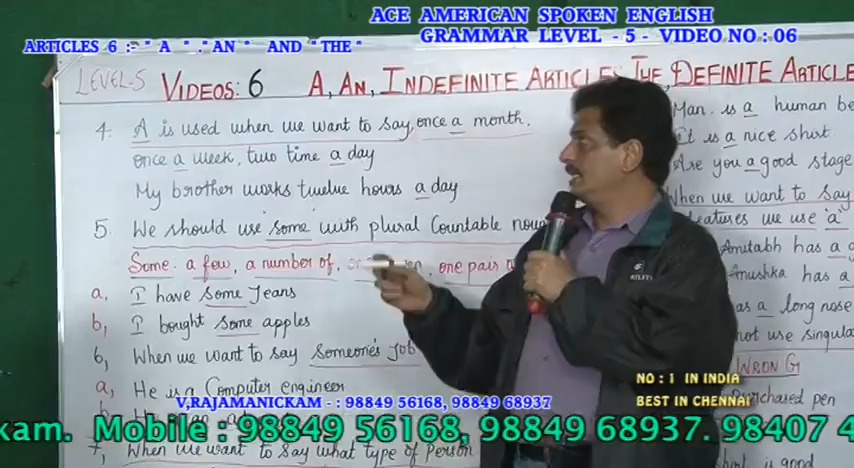 ACE AMERICAN SPOKEN ENGLISH
GRAMMAR LEVEL - 5 - VIDEO NO : 06
ARTICLES 6 :- " A " ." AN " AND " THE "
LEVEL-5 VIDEOS: 6 A, AN, INDEFINITE ARTICLES THE, DEFINITE ARTICLE
4. A is used when we want to say, once a month.
once a week, two time a day
My brother works twelve hours a day
5. We should use some with plural Countable
Some. a few, a number of, one pair
a, I have some Jeans
b, I bought some apples
6, When we want to say someone's Job
a, He is a Computer engineer
b,
7, When we want to say what type of Person
Man. is a human
It is a nice shirt
Are you a good stage
When we want to say
features we use 'a'
Amitabh has a
Anushka has a
has a long nose
not use singula
WRONG
Purchased pen
shirt is good
NO : 1 IN INDIA
BEST IN CHENNAI
V,RAJAMANICKAM - : 98849 56168, 98849 68937
kam. Mobile : 98849 56168, 98849 68937. 98407 4